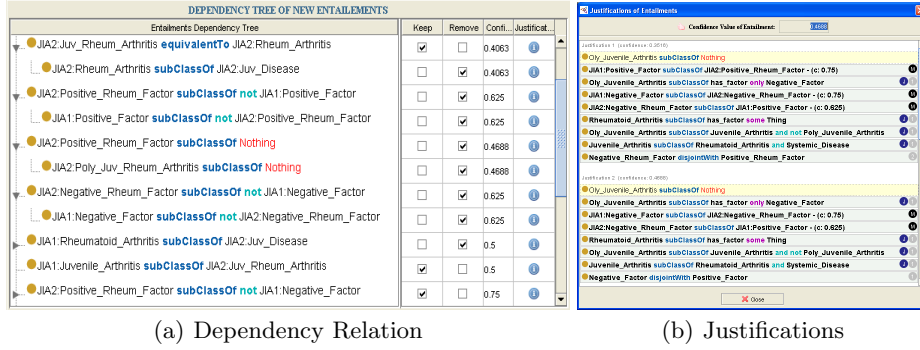 DEPENDENCY TREE OF NEW ENTAILEMENTS
Entailments Dependency Tree Keep Remove Confi... Justificat...
JIA2:Juv_Rheum_Arthritis equivalentTo JIA2:Rheum_Arthritis 0.4063
JIA2:Rheum_Arthritis subClassOf JIA2:Juv_Disease 0.4063
JIA2:Positive_Rheum_Factor subClassOf not JIA1:Positive_Factor 0.625
JIA1:Positive_Factor subClassOf not JIA2:Positive_Rheum_Factor 0.625
JIA2:Positive_Rheum_Factor subClassOf Nothing 0.4688
JIA2:Poly_Juv_Rheum_Arthritis subClassOf Nothing 0.4688
JIA2:Negative_Rheum_Factor subClassOf not JIA1:Negative_Factor 0.625
JIA1:Negative_Factor subClassOf not JIA2:Negative_Rheum_Factor 0.625
JIA1:Rheumatoid_Arthritis subClassOf JIA2:Juv_Disease 0.5
JIA1:Juvenile_Arthritis subClassOf JIA2:Juv_Rheum_Arthritis 0.5
JIA2:Positive_Rheum_Factor subClassOf not JIA1:Negative_Factor 0.75
(a) Dependency Relation
Justifications of Entailments
Confidence Value of Entailment: 0.4688
Justification 1 (confidence: 0.3516)
Oly_Juvenile_Arthritis subClassOf Nothing
JIA1:Positive_Factor subClassOf JIA2:Positive_Rheum_Factor - (c: 0.75) M
Oly_Juvenile_Arthritis subClassOf has_factor only Negative_Factor J I
JIA1:Negative_Factor subClassOf JIA2:Negative_Rheum_Factor - (c: 0.75) M
JIA2:Negative_Rheum_Factor subClassOf JIA1:Positive_Factor - (c: 0.625) M
Rheumatoid_Arthritis subClassOf has_factor some Thing J I
Oly_Juvenile_Arthritis subClassOf Juvenile_Arthritis and not Poly_Juvenile_Arthritis J I
Juvenile_Arthritis subClassOf Rheumatoid_Arthritis and Systemic_Disease J I
Negative_Rheum_Factor disjointWith Positive_Rheum_Factor I
Justification 2 (confidence: 0.4688)
Oly_Juvenile_Arthritis subClassOf Nothing
Oly_Juvenile_Arthritis subClassOf has_factor only Negative_Factor J I
JIA1:Negative_Factor subClassOf JIA2:Negative_Rheum_Factor - (c: 0.75) M
JIA2:Negative_Rheum_Factor subClassOf JIA1:Positive_Factor - (c: 0.625) M
Rheumatoid_Arthritis subClassOf has_factor some Thing J I
Oly_Juvenile_Arthritis subClassOf Juvenile_Arthritis and not Poly_Juvenile_Arthritis J I
Juvenile_Arthritis subClassOf Rheumatoid_Arthritis and Systemic_Disease J I
Negative_Factor disjointWith Positive_Factor I
Close
(b) Justifications